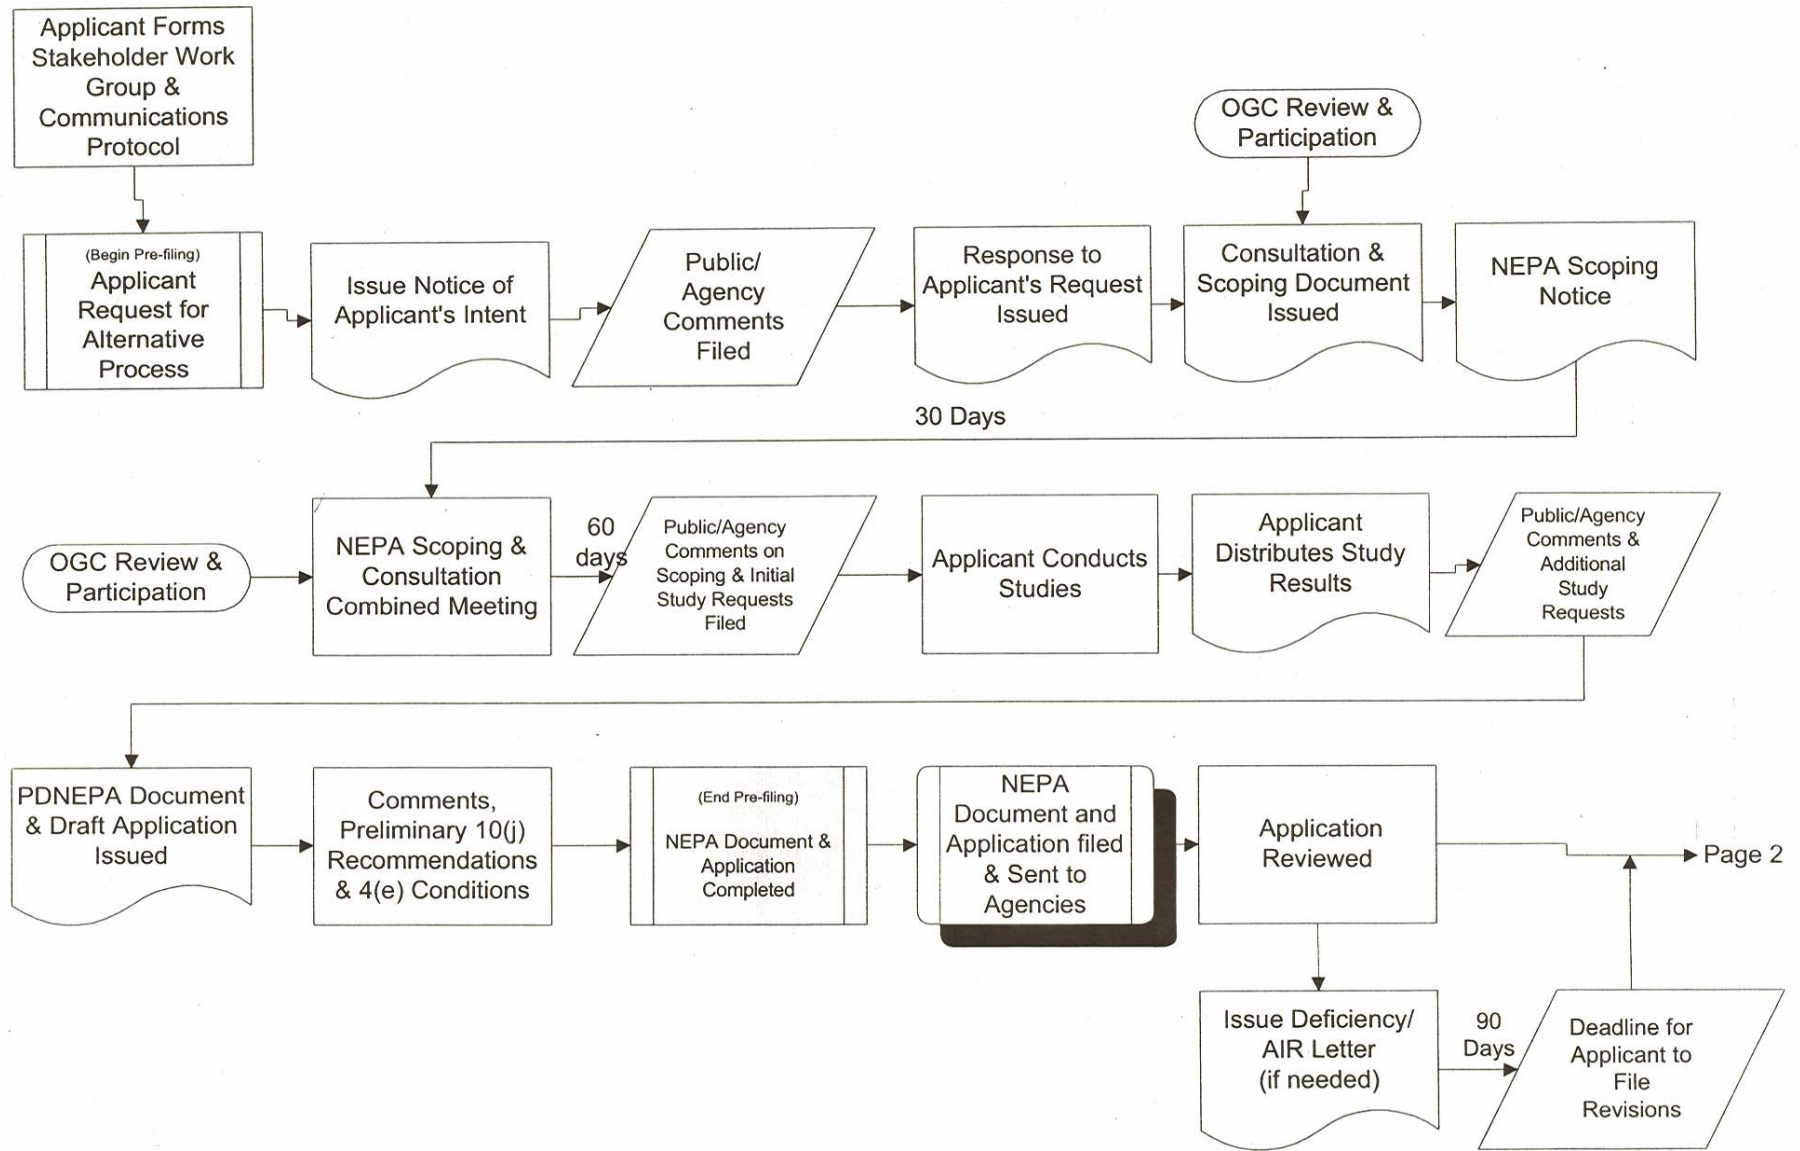 Applicant Forms
Stakeholder Work
Group &
Communications
Protocol
OGC Review &
Participation
(Begin Pre-filing)
Applicant
Request for
Alternative
Process
Issue Notice of
Applicant's Intent
Public/
Agency
Comments
Filed
Response to
Applicant's Request
Issued
Consultation &
Scoping Document
Issued
NEPA Scoping
Notice
30 Days
OGC Review &
Participation
NEPA Scoping &
Consultation
Combined Meeting
60
days
Public/Agency
Comments on
Scoping & Initial
Study Requests
Filed
Applicant Conducts
Studies
Applicant
Distributes Study
Results
Public/Agency
Comments &
Additional
Study
Requests
PDNEPA Document
& Draft Application
Issued
Comments,
Preliminary 10(j)
Recommendations
& 4(e) Conditions
(End Pre-filing)
NEPA Document &
Application
Completed
NEPA
Document and
Application filed
& Sent to
Agencies
Application
Reviewed
Page 2
Issue Deficiency/
AIR Letter
(if needed)
90
Days
Deadline for
Applicant to
File
Revisions